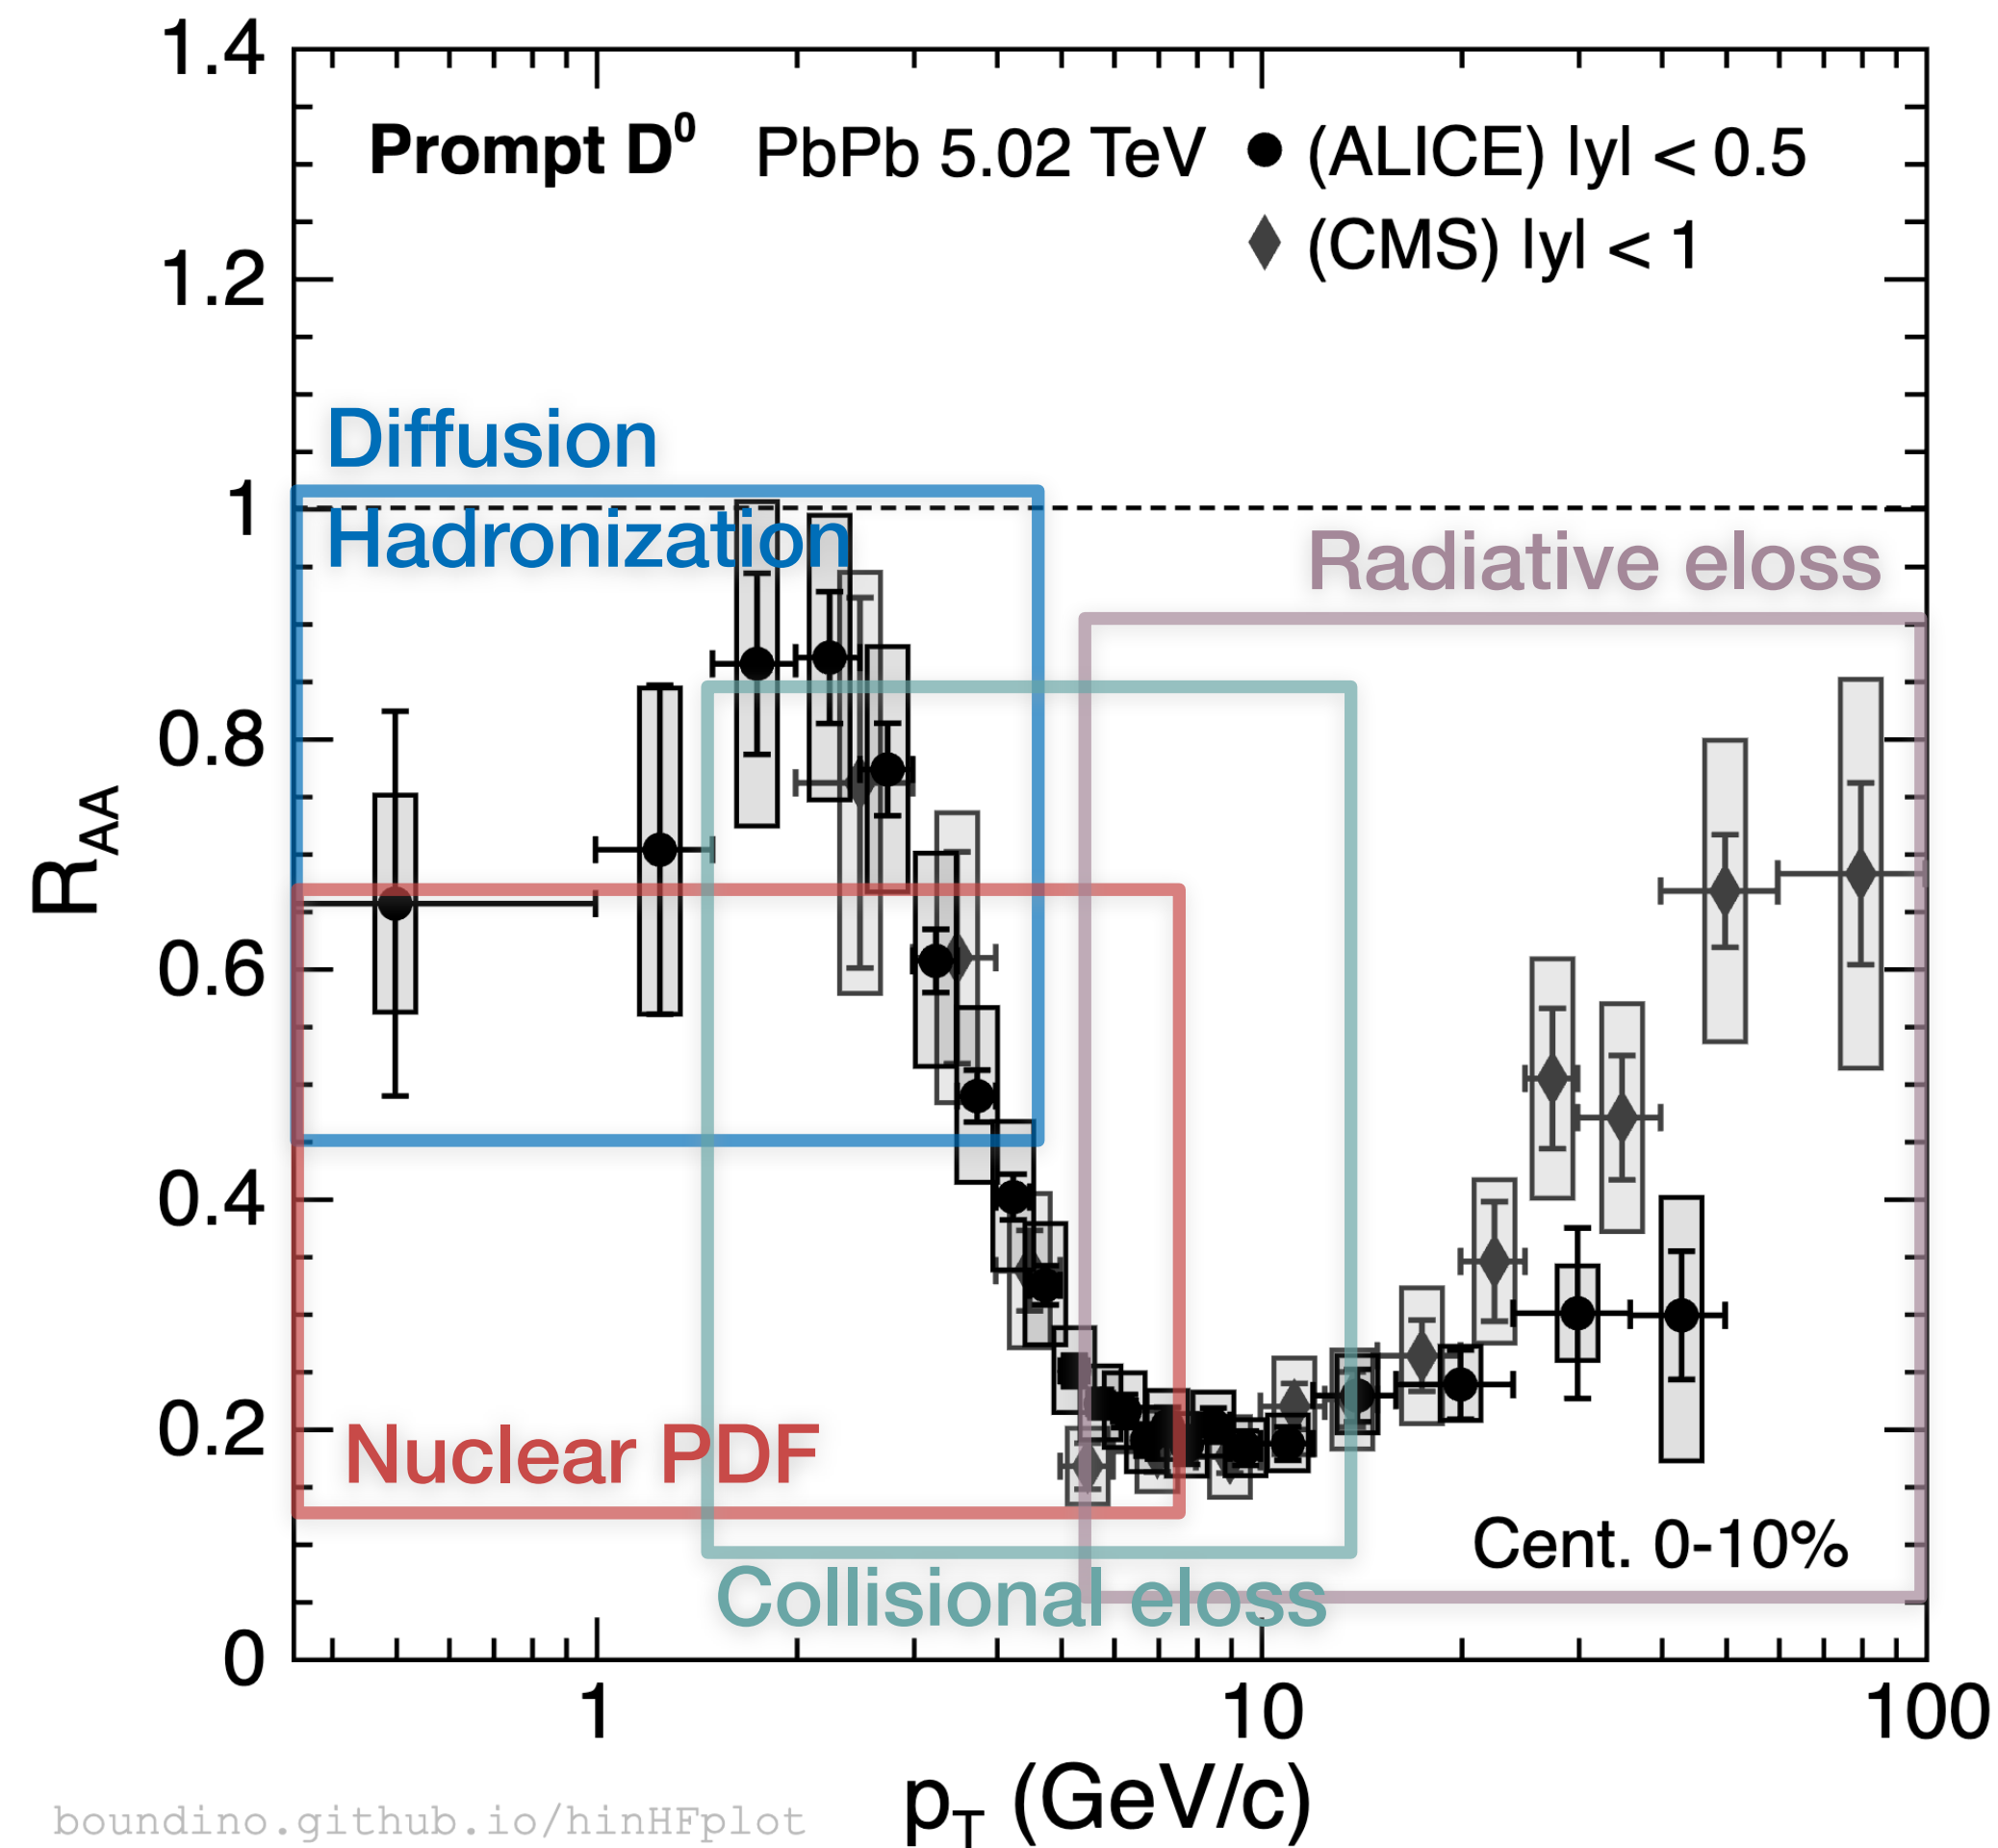 1.4
Prompt D⁰ PbPb 5.02 TeV (ALICE) |y| < 0.5
(CMS) |y| < 1
1.2
Diffusion
1
Hadronization
Radiative eloss
0.8
R_AA
0.6
0.4
0.2
Nuclear PDF
Cent. 0-10%
Collisional eloss
0
1 10 100
p_T (GeV/c)
boundino.github.io/hinHFplot